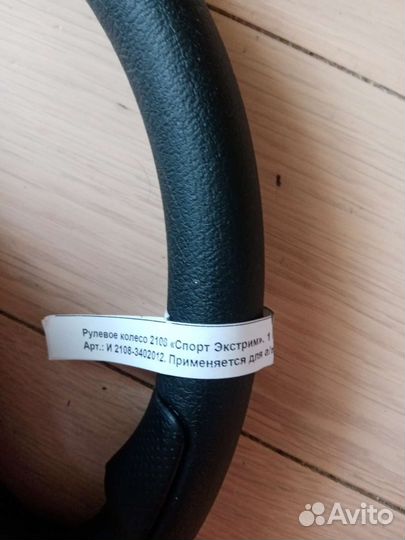 Рулевое колесо 2108 «Спорт Экстрим». 1
Арт.: И 2108-3402012. Применяется для а/
Avito